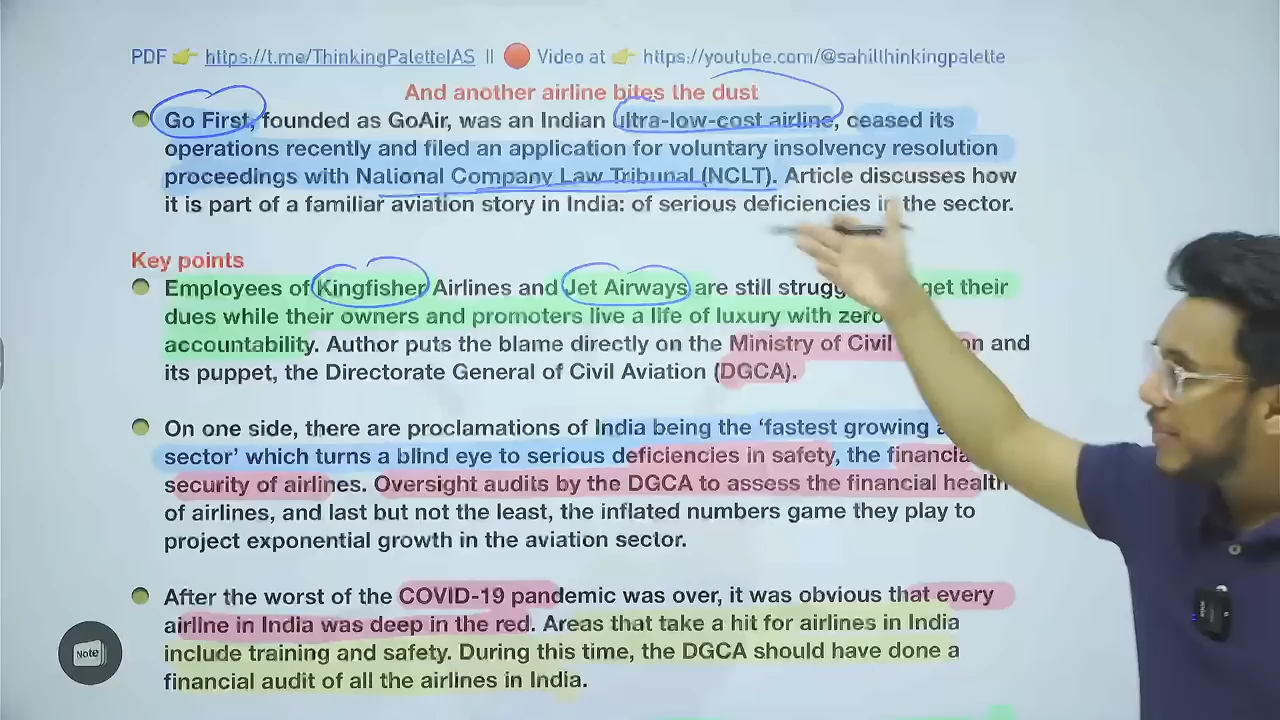 PDF 👉 https://t.me/ThinkingPaletteIAS || 🔴 Video at 👉 https://youtube.com/@sahilthinkingpalette
And another airline bites the dust
Go First, founded as GoAir, was an Indian ultra-low-cost airline, ceased its
operations recently and filed an application for voluntary insolvency resolution
proceedings with National Company Law Tribunal (NCLT). Article discusses how
it is part of a familiar aviation story in India: of serious deficiencies in the sector.
Key points
Employees of Kingfisher Airlines and Jet Airways are still get their
dues while their owners and promoters live a life of luxury with zero
accountability. Author puts the blame directly on the Ministry of Civil and
its puppet, the Directorate General of Civil Aviation (DGCA).
On one side, there are proclamations of India being the ‘fastest growing
sector’ which turns a blind eye to serious deficiencies in safety, the
security of airlines. Oversight audits by the DGCA to assess the financial health
of airlines, and last but not the least, the inflated numbers game they play to
project exponential growth in the aviation sector.
After the worst of the COVID-19 pandemic was over, it was obvious that every
airline in India was deep in the red. Areas that take a hit for airlines in India
include training and safety. During this time, the DGCA should have done a
financial audit of all the airlines in India.
Note